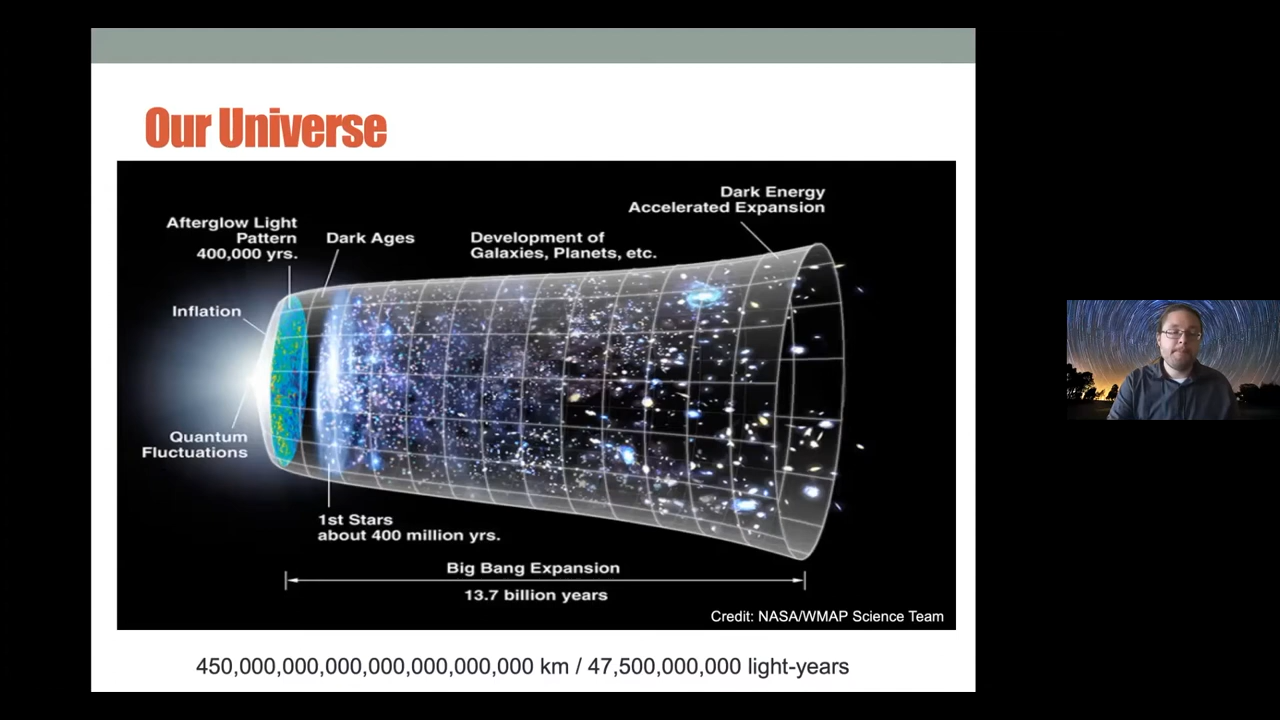 Our Universe
Dark Energy
Accelerated Expansion
Afterglow Light
Pattern
400,000 yrs.
Dark Ages
Development of
Galaxies, Planets, etc.
Inflation
Quantum
Fluctuations
1st Stars
about 400 million yrs.
Big Bang Expansion
13.7 billion years
Credit: NASA/WMAP Science Team
450,000,000,000,000,000,000,000 km / 47,500,000,000 light-years